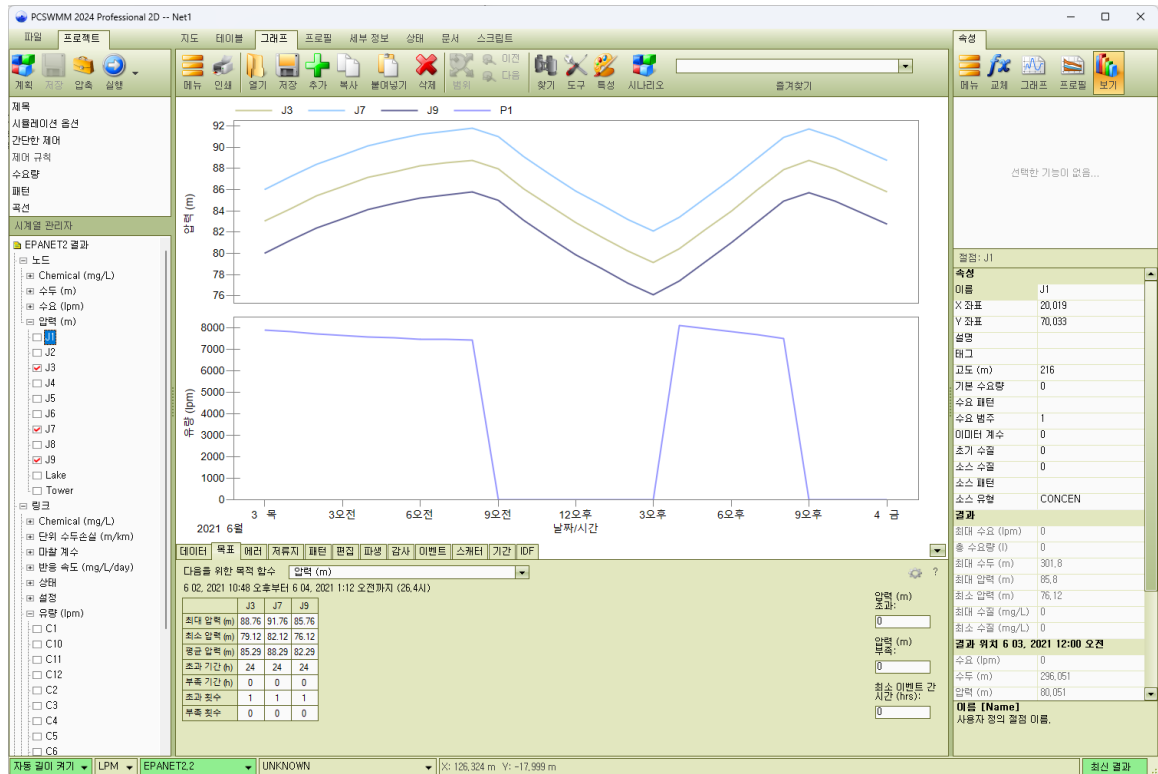 PCSWMM 2024 Professional 2D -- Net1
파일 프로젝트
계획 저장 압축 실행
제목
시뮬레이션 옵션
간단한 제어
제어 규칙
수요량
패턴
곡선
시계열 관리자
EPANET2 결과
노드
Chemical (mg/L)
수두 (m)
수요 (lpm)
압력 (m)
J1
J2
J3
J4
J5
J6
J7
J8
J9
Lake
Tower
링크
Chemical (mg/L)
단위 수두손실 (m/km)
마찰 계수
반응 속도 (mg/L/day)
상태
설정
유량 (lpm)
C1
C10
C11
C12
C2
C3
C4
C5
C6
지도 테이블 그래프 프로필 세부 정보 상태 문서 스크립트
메뉴 인쇄 열기 저장 추가 복사 붙여넣기 삭제 범위 이전 다음 찾기 도구 특성 시나리오 즐겨찾기
J3 J7 J9 P1
92
90
88
86
84
82
80
78
76
압력 (m)
8000
7000
6000
5000
4000
3000
2000
1000
0
유량 (lpm)
3 목 3오전 6오전 9오전 12오후 3오후 6오후 9오후 4 금
2021 6월 날짜/시간
데이터 목표 에러 저류지 패턴 편집 파생 감사 이벤트 스캐터 기간 IDF
다음을 위한 목적 함수 압력 (m)
?
6 02, 2021 10:48 오후부터 6 04, 2021 1:12 오전까지 (26,4시)
J3 J7 J9
최대 압력 (m) 88.76 91.76 85.76
최소 압력 (m) 79.12 82.12 76.12
평균 압력 (m) 85.29 88.29 82.29
초과 기간 (h) 24 24 24
부족 기간 (h) 0 0 0
초과 횟수 1 1 1
부족 횟수 0 0 0
압력 (m)
초과:
0
압력 (m)
부족:
0
최소 이벤트 간
시간 (hrs):
0
속성
메뉴 교체 그래프 프로필 보기
선택한 기능이 없음...
절점: J1
속성
이름 J1
X 좌표 20,019
Y 좌표 70,033
설명
태그
고도 (m) 216
기본 수요량 0
수요 패턴
수요 범주 1
이미터 계수 0
초기 수질 0
소스 수질 0
소스 패턴
소스 유형 CONCEN
결과
최대 수요 (lpm) 0
총 수요량 (l) 0
최대 수두 (m) 301,8
최대 압력 (m) 85,8
최소 압력 (m) 76,12
최대 수질 (mg/L) 0
최소 수질 (mg/L) 0
결과 위치 6 03, 2021 12:00 오전
수요 (lpm) 0
수두 (m) 296,051
압력 (m) 80,051
이름 [Name]
사용자 정의 절점 이름.
자동 길이 켜기 LPM EPANET2,2 UNKNOWN X: 126,324 m Y: -17,999 m 최신 결과